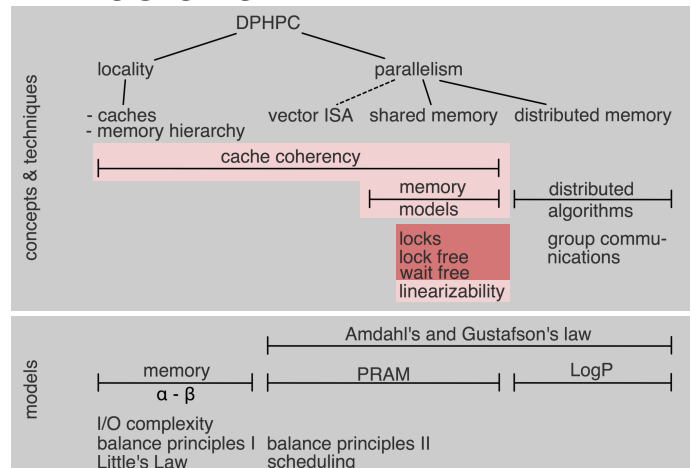 DPHPC
locality
parallelism
- caches
- memory hierarchy
vector ISA
shared memory
distributed memory
concepts & techniques
cache coherency
memory
models
distributed
algorithms
locks
lock free
wait free
linearizability
group commu-
nications
models
Amdahl's and Gustafson's law
memory
α - β
PRAM
LogP
I/O complexity
balance principles I
balance principles II
Little's Law
scheduling